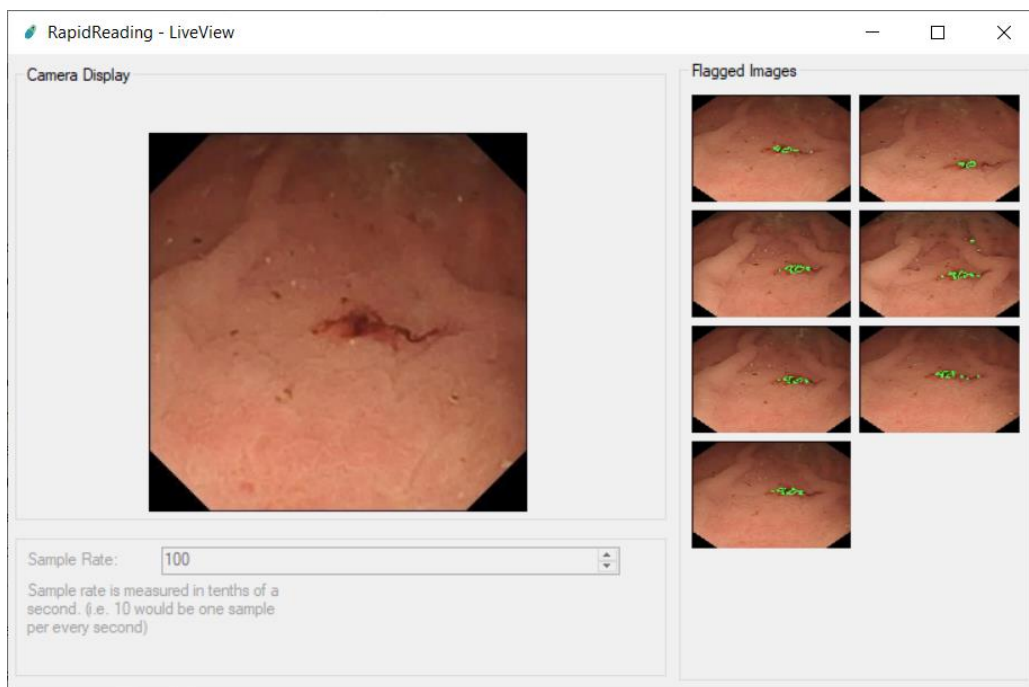 RapidReading - LiveView
Camera Display
Flagged Images
Sample Rate:
100
Sample rate is measured in tenths of a
second. (i.e. 10 would be one sample
per every second)